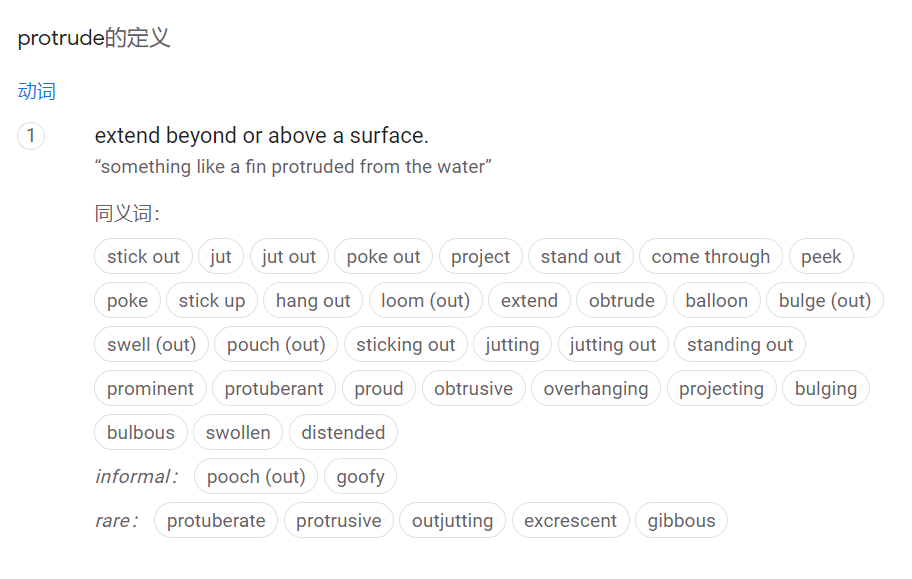 protrude的定义
动词
1 extend beyond or above a surface.
“something like a fin protruded from the water”
同义词：
stick out jut jut out poke out project stand out come through peek
poke stick up hang out loom (out) extend obtrude balloon bulge (out)
swell (out) pouch (out) sticking out jutting jutting out standing out
prominent protuberant proud obtrusive overhanging projecting bulging
bulbous swollen distended
informal： pooch (out) goofy
rare： protuberate protrusive outjutting excrescent gibbous